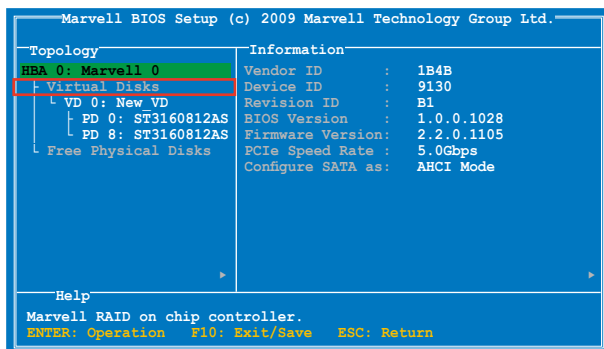 Marvell BIOS Setup (c) 2009 Marvell Technology Group Ltd.
Topology
HBA 0: Marvell 0
Virtual Disks
VD 0: New_VD
PD 0: ST3160812AS
PD 8: ST3160812AS
Free Physical Disks
Information
Vendor ID : 1B4B
Device ID : 9130
Revision ID : B1
BIOS Version : 1.0.0.1028
Firmware Version: 2.2.0.1105
PCIe Speed Rate : 5.0Gbps
Configure SATA as: AHCI Mode
Help
Marvell RAID on chip controller.
ENTER: Operation F10: Exit/Save ESC: Return